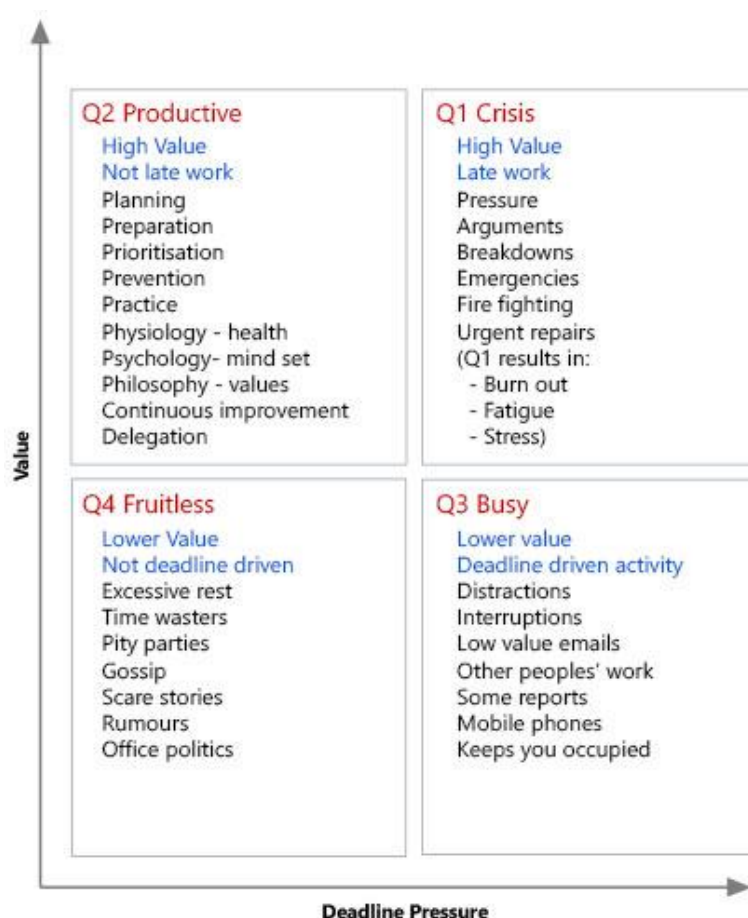 Q2 Productive
High Value
Not late work
Planning
Preparation
Prioritisation
Prevention
Practice
Physiology - health
Psychology- mind set
Philosophy - values
Continuous improvement
Delegation
Q1 Crisis
High Value
Late work
Pressure
Arguments
Breakdowns
Emergencies
Fire fighting
Urgent repairs
(Q1 results in:
- Burn out
- Fatigue
- Stress)
Value
Q4 Fruitless
Lower Value
Not deadline driven
Excessive rest
Time wasters
Pity parties
Gossip
Scare stories
Rumours
Office politics
Q3 Busy
Lower value
Deadline driven activity
Distractions
Interruptions
Low value emails
Other peoples' work
Some reports
Mobile phones
Keeps you occupied
Deadline Pressure